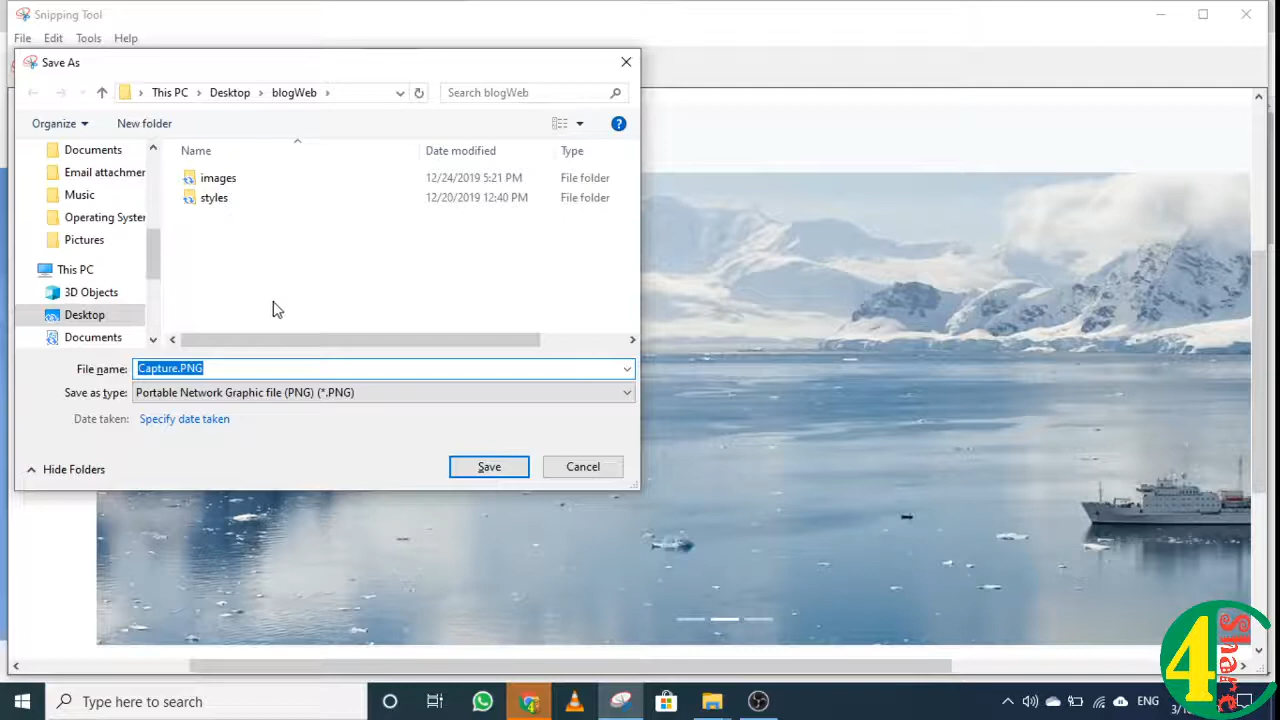 Snipping Tool
File Edit Tools Help
Save As
This PC Desktop blogWeb Search blogWeb
Organize New folder
Name Date modified Type
Documents
Email attachmer
Music
Operating Syste
Pictures
This PC
3D Objects
Desktop
Documents
images 12/24/2019 5:21 PM File folder
styles 12/20/2019 12:40 PM File folder
File name: Capture.PNG
Save as type: Portable Network Graphic file (PNG) (*.PNG)
Date taken: Specify date taken
Hide Folders Save Cancel
4 Share
Type here to search ENG